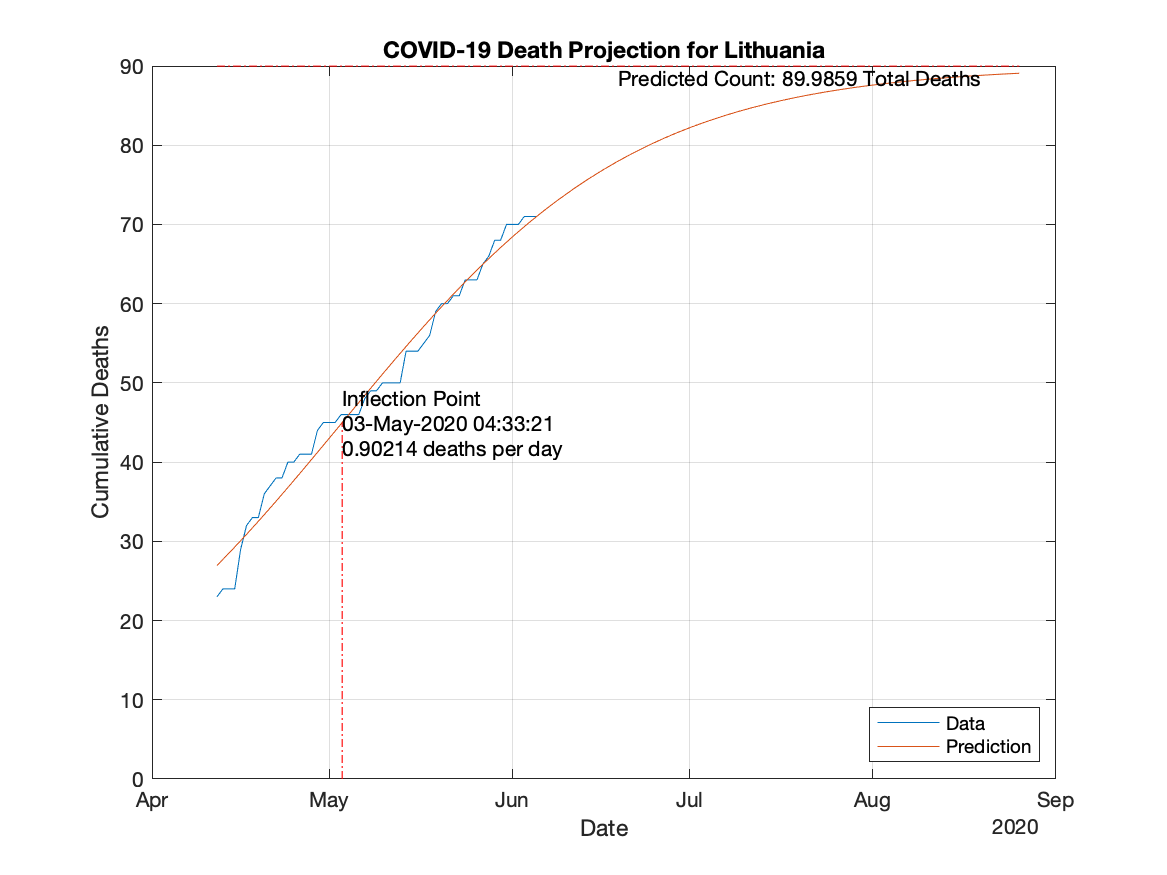 COVID-19 Death Projection for Lithuania
90
Predicted Count: 89.9859 Total Deaths
80
70
60
50
Inflection Point
03-May-2020 04:33:21
0.90214 deaths per day
40
30
20
10
0
Cumulative Deaths
Data
Prediction
Apr May Jun Jul Aug Sep
Date
2020